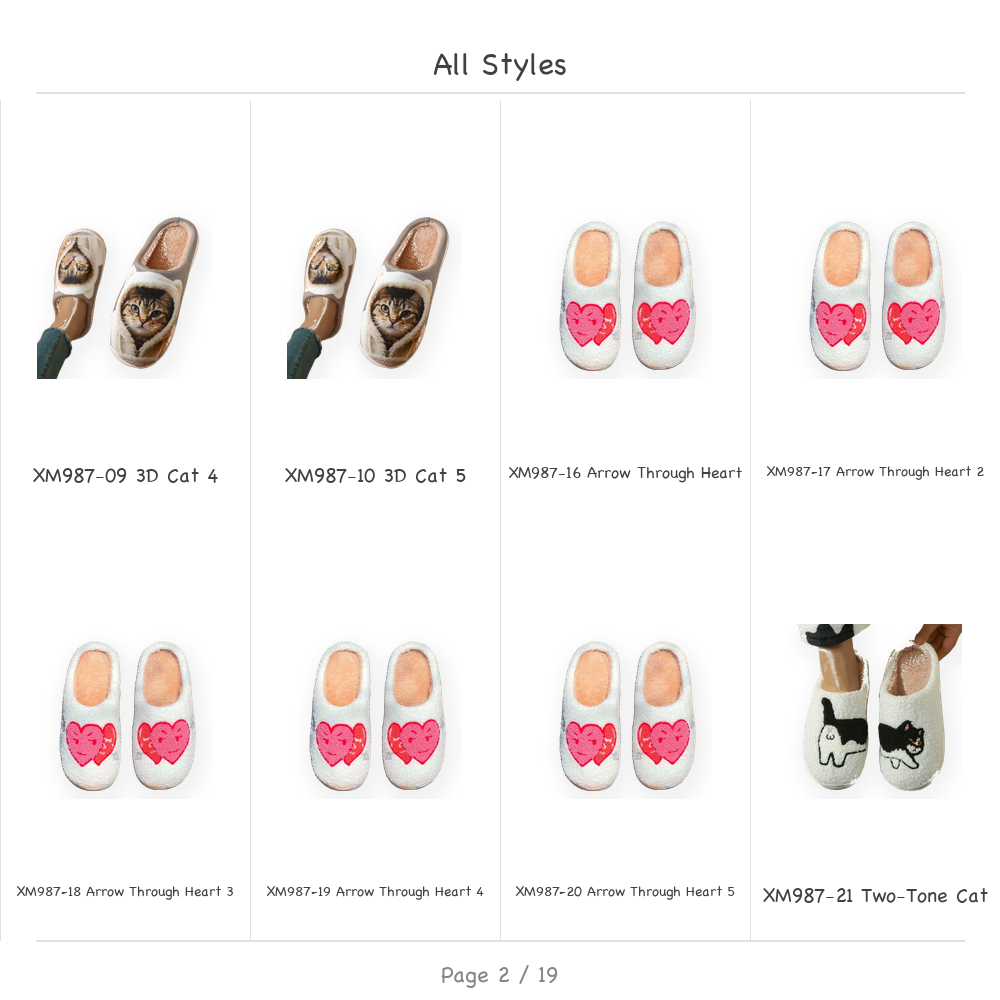 All Styles
XM987-09 3D Cat 4
XM987-10 3D Cat 5
XM987-16 Arrow Through Heart
XM987-17 Arrow Through Heart 2
XM987-18 Arrow Through Heart 3
XM987-19 Arrow Through Heart 4
XM987-20 Arrow Through Heart 5
XM987-21 Two-Tone Cat
Page 2 / 19